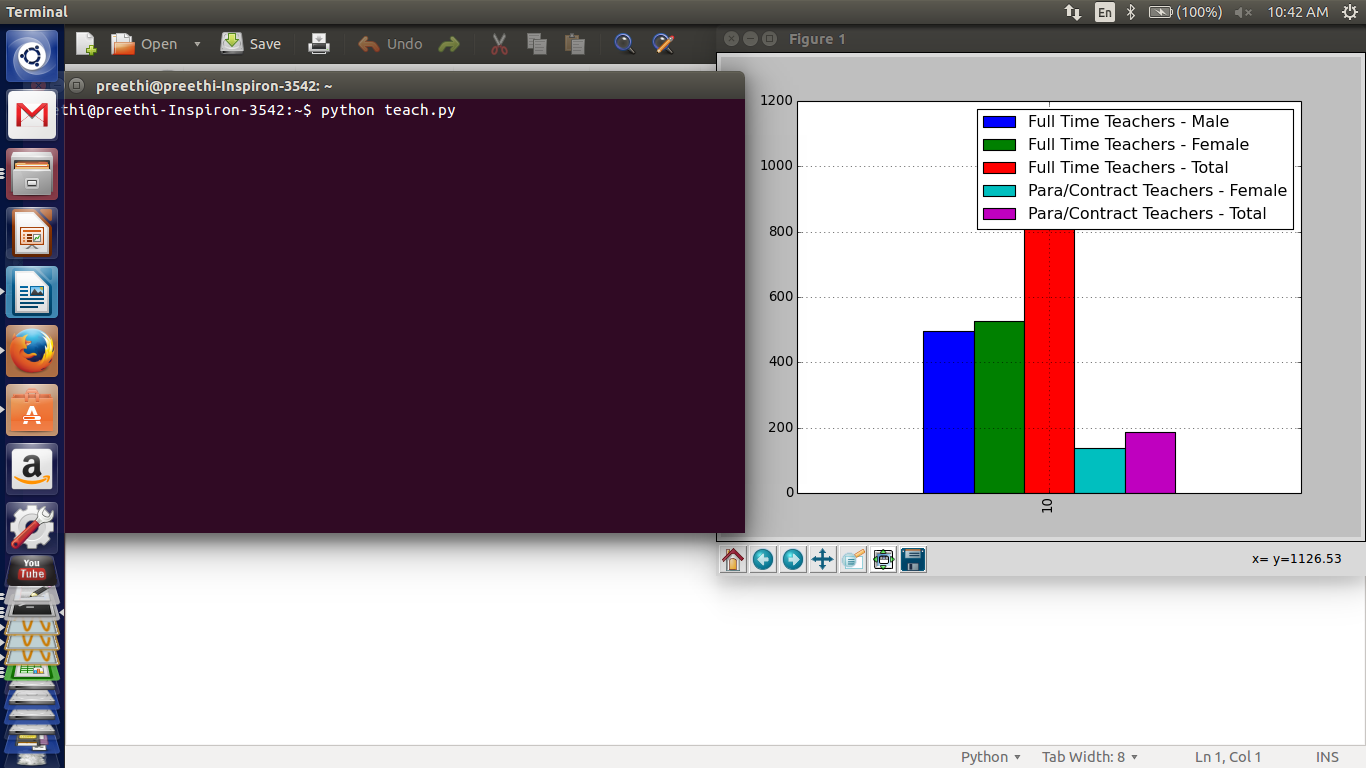 Terminal
En
(100%)
10:42 AM
Open
Save
Undo
Figure 1
preethi@preethi-Inspiron-3542: ~
thi@preethi-Inspiron-3542:~$ python teach.py
1200
1000
800
600
400
200
0
Full Time Teachers - Male
Full Time Teachers - Female
Full Time Teachers - Total
Para/Contract Teachers - Female
Para/Contract Teachers - Total
10
x= y=1126.53
a
You
Tube
Python
Tab Width: 8
Ln 1, Col 1
INS